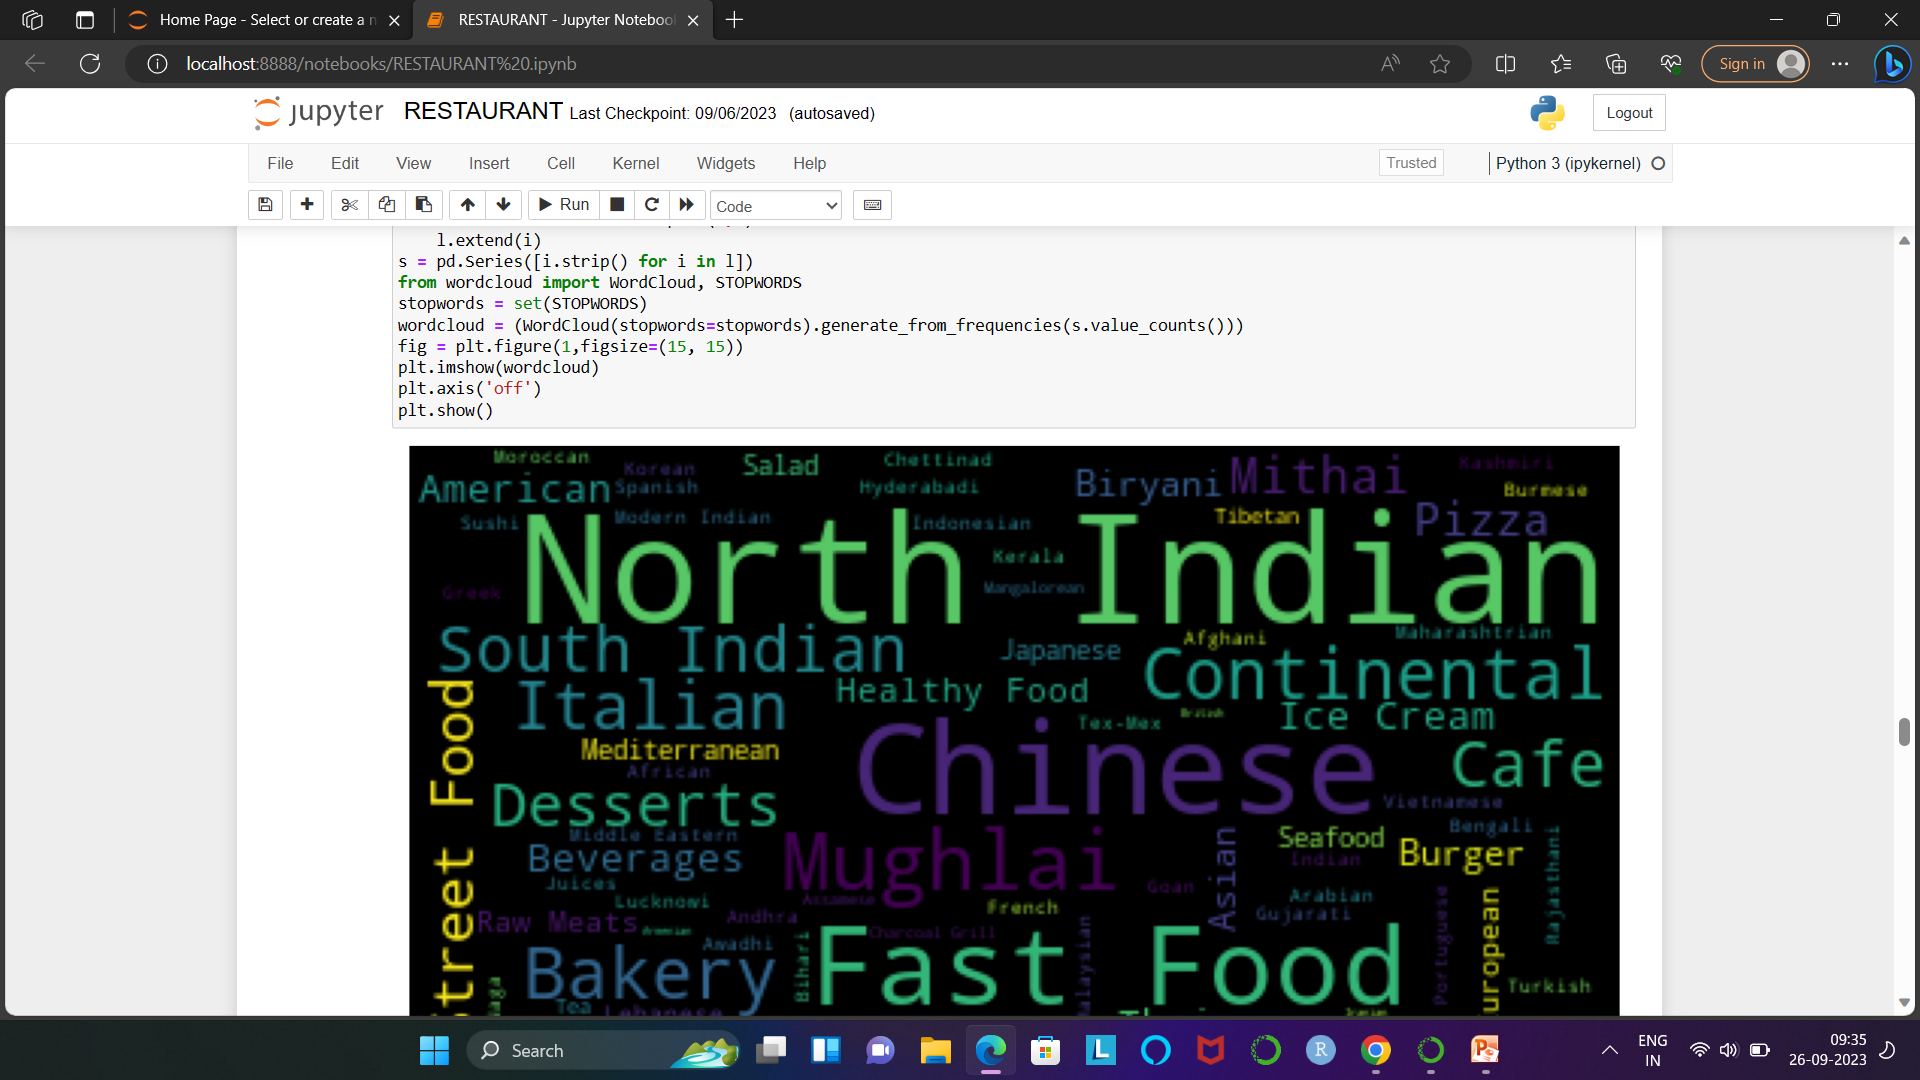 Home Page - Select or create a n
RESTAURANT - Jupyter Notebook
localhost:8888/notebooks/RESTAURANT%20.ipynb
Sign in
jupyter RESTAURANT Last Checkpoint: 09/06/2023 (autosaved)
Logout
File Edit View Insert Cell Kernel Widgets Help
Trusted
Python 3 (ipykernel)
Run
Code
l.extend(i)
s = pd.Series([i.strip() for i in l])
from wordcloud import WordCloud, STOPWORDS
stopwords = set(STOPWORDS)
wordcloud = (WordCloud(stopwords=stopwords).generate_from_frequencies(s.value_counts()))
fig = plt.figure(1,figsize=(15, 15))
plt.imshow(wordcloud)
plt.axis('off')
plt.show()
Moroccan
Korean
Salad
Chettinad
Biryani
Mithai
Kashmiri
American
Spanish
Hyderabadi
Burmese
Sushi
Modern Indian
Indonesian
Tibetan
Pizza
North Indian
Kerala
Mangalorean
Greek
South Indian
Japanese
Afghani
Maharashtrian
Continental
Italian
Healthy Food
Tex-Mex
British
Ice Cream
Street Food
Mediterranean
African
Chinese
Cafe
Desserts
Vietnamese
Middle Eastern
Mughlai
Asian
Seafood
Bengali
Beverages
Indian
Burger
Rajasthani
Juices
Lucknowi
Assamese
Goan
Arabian
Raw Meats
Andhra
French
Gujarati
Portuguese
Awadhi
Charcoal Grill
Bakery
Bihari
Fast Food
Malaysian
European
Turkish
Tea
Lebanese
Search
ENG
IN
09:35
26-09-2023